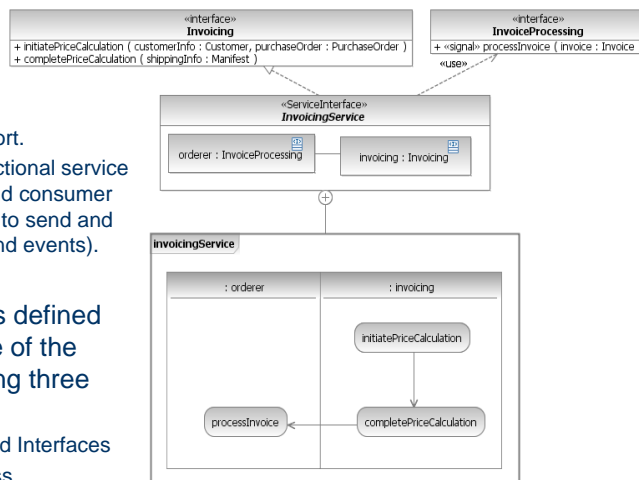 «interface»
Invoicing
+ initiatePriceCalculation ( customerInfo : Customer, purchaseOrder : PurchaseOrder )
+ completePriceCalculation ( shippingInfo : Manifest )
«interface»
InvoiceProcessing
+ «signal» processInvoice ( invoice : Invoice
«use»
«ServiceInterface»
InvoicingService
orderer : InvoiceProcessing
invoicing : Invoicing
ort.
ctional service
d consumer
to send and
nd events).
s defined
e of the
ng three
d Interfaces
ss
invoicingService
: orderer
: invoicing
initiatePriceCalculation
processInvoice
completePriceCalculation